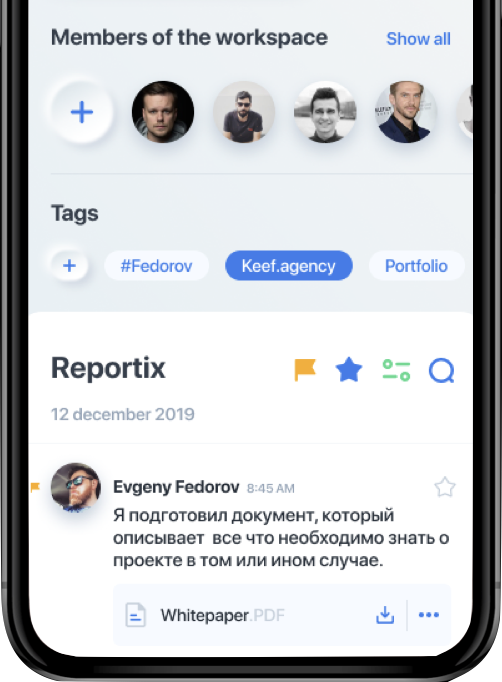 Members of the workspace Show all
Tags
#Fedorov Keef.agency Portfolio
Reportix
12 december 2019
Evgeny Fedorov 8:45 AM
Я подготовил документ, который
описывает все что необходимо знать о
проекте в том или ином случае.
Whitepaper.PDF